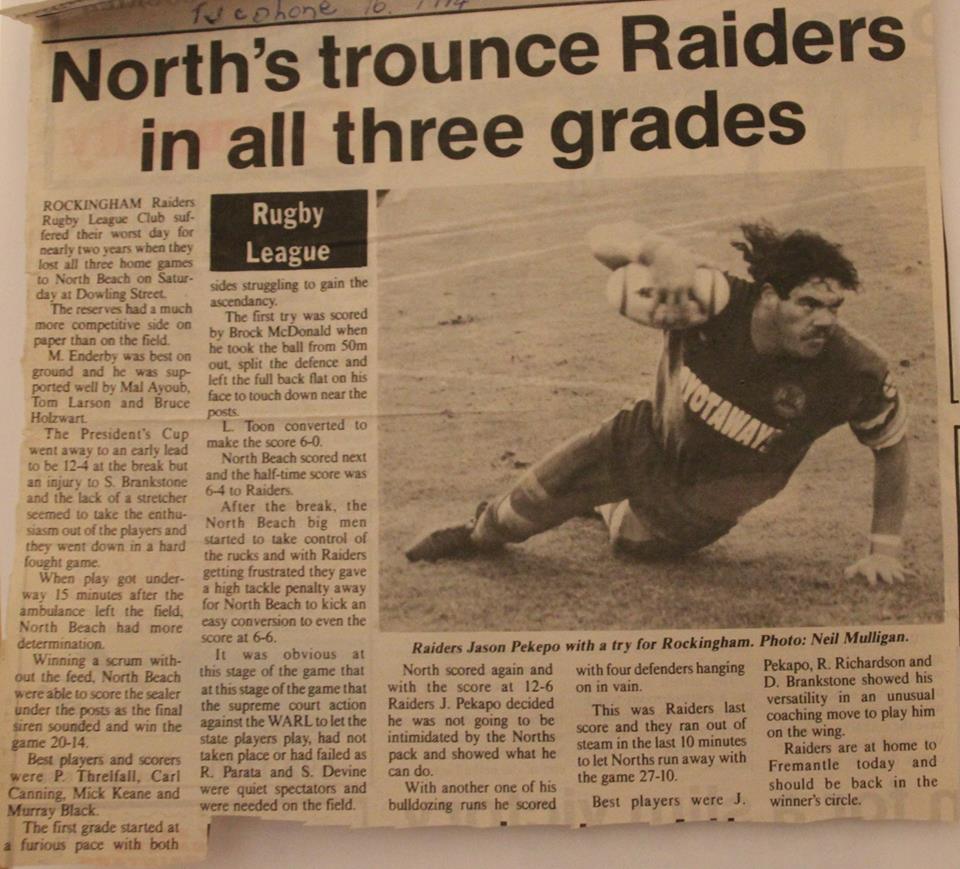 North's trounce Raiders
in all three grades
ROCKINGHAM Raiders
Rugby League Club suf-
fered their worst day for
nearly two years when they
lost all three home games
to North Beach on Satur-
day at Dowling Street.
The reserves had a much
more competitive side on
paper than on the field.
M. Enderby was best on
ground and he was sup-
ported well by Mal Ayoub,
Tom Larson and Bruce
Holzwart.
The President's Cup
went away to an early lead
to be 12-4 at the break but
an injury to S. Brankstone
and the lack of a stretcher
seemed to take the enthu-
siasm out of the players and
they went down in a hard
fought game.
When play got under-
way 15 minutes after the
ambulance left the field,
North Beach had more
determination.
Winning a scrum with-
out the feed, North Beach
were able to score the sealer
under the posts as the final
siren sounded and win the
game 20-14.
Best players and scorers
were P. Threlfall, Carl
Canning, Mick Keane and
Murray Black.
The first grade started at
a furious pace with both
Rugby
League
sides struggling to gain the
ascendancy.
The first try was scored
by Brock McDonald when
he took the ball from 50m
out, split the defence and
left the full back flat on his
face to touch down near the
posts.
L. Toon converted to
make the score 6-0.
North Beach scored next
and the half-time score was
6-4 to Raiders.
After the break, the
North Beach big men
started to take control of
the rucks and with Raiders
getting frustrated they gave
a high tackle penalty away
for North Beach to kick an
easy conversion to even the
score at 6-6.
It was obvious at
this stage of the game that
at this stage of the game that
the supreme court action
against the WARL to let the
state players play, had not
taken place or had failed as
R. Parata and S. Devine
were quiet spectators and
were needed on the field.
YOTAWAY
Raiders Jason Pekepo with a try for Rockingham. Photo: Neil Mulligan.
North scored again and
with the score at 12-6
Raiders J. Pekapo decided
he was not going to be
intimidated by the Norths
pack and showed what he
can do.
With another one of his
bulldozing runs he scored
with four defenders hanging
on in vain.
This was Raiders last
score and they ran out of
steam in the last 10 minutes
to let Norths run away with
the game 27-10.
Best players were J.
Pekapo, R. Richardson and
D. Brankstone showed his
versatility in an unusual
coaching move to play him
on the wing.
Raiders are at home to
Fremantle today and
should be back in the
winner's circle.